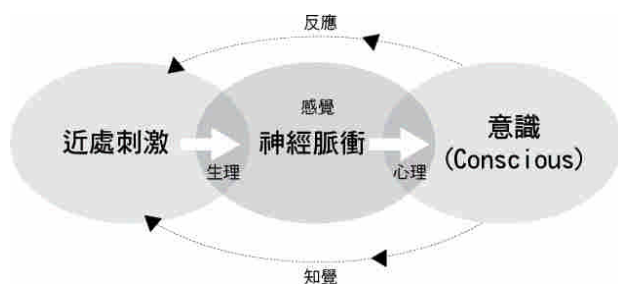 反應
近處刺激
生理
感覺
神經脈衝
心理
意識
(Conscious)
知覺